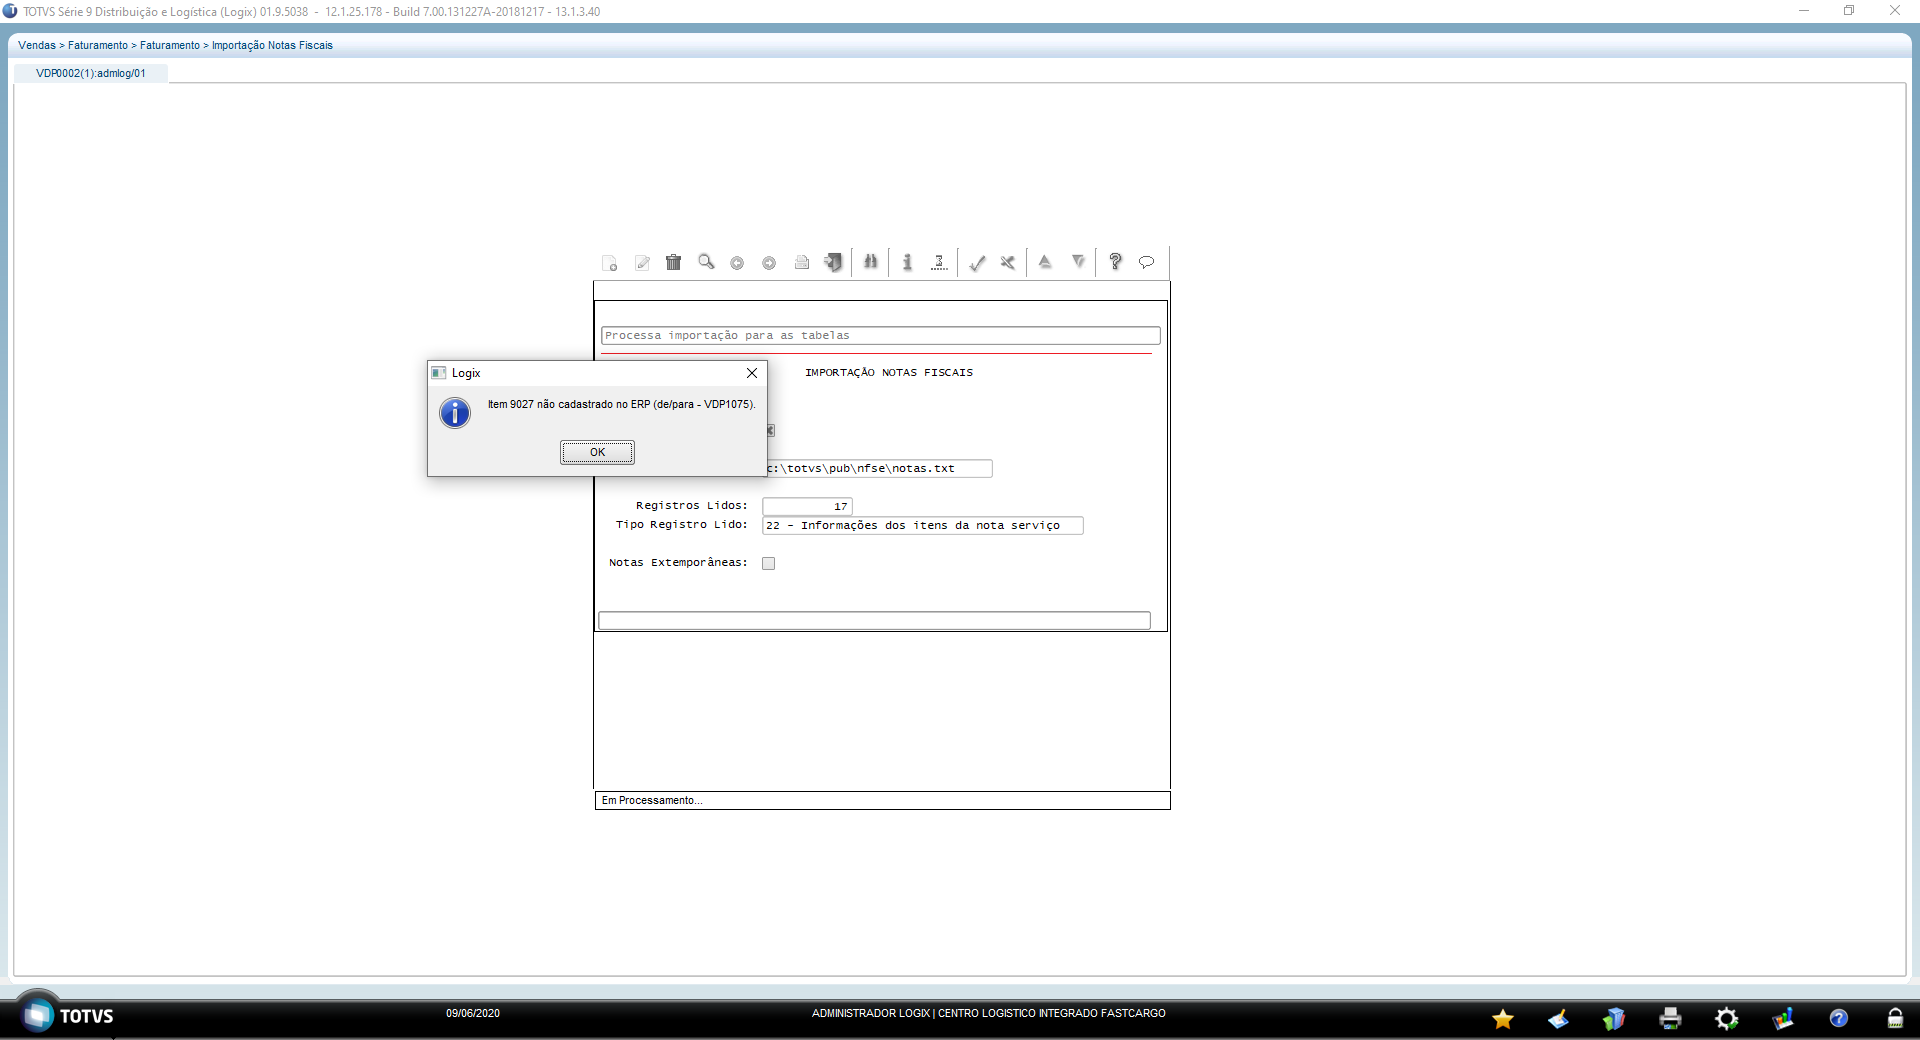 TOTVS Série 9 Distribuição e Logística (Logix) 01.9.5038 - 12.1.25.178 - Build 7.00.131227A-20181217 - 13.1.3.40
Vendas > Faturamento > Faturamento > Importação Notas Fiscais
VDP0002(1):admlog/01
Processa importação para as tabelas
IMPORTAÇÃO NOTAS FISCAIS
Logix
Item 9027 não cadastrado no ERP (de/para - VDP1075).
OK
c:\totvs\pub\nfse\notas.txt
Registros Lidos: 17
Tipo Registro Lido: 22 - Informações dos itens da nota serviço
Notas Extemporâneas:
Em Processamento...
TOTVS
09/06/2020
ADMINISTRADOR LOGIX | CENTRO LOGISTICO INTEGRADO FASTCARGO